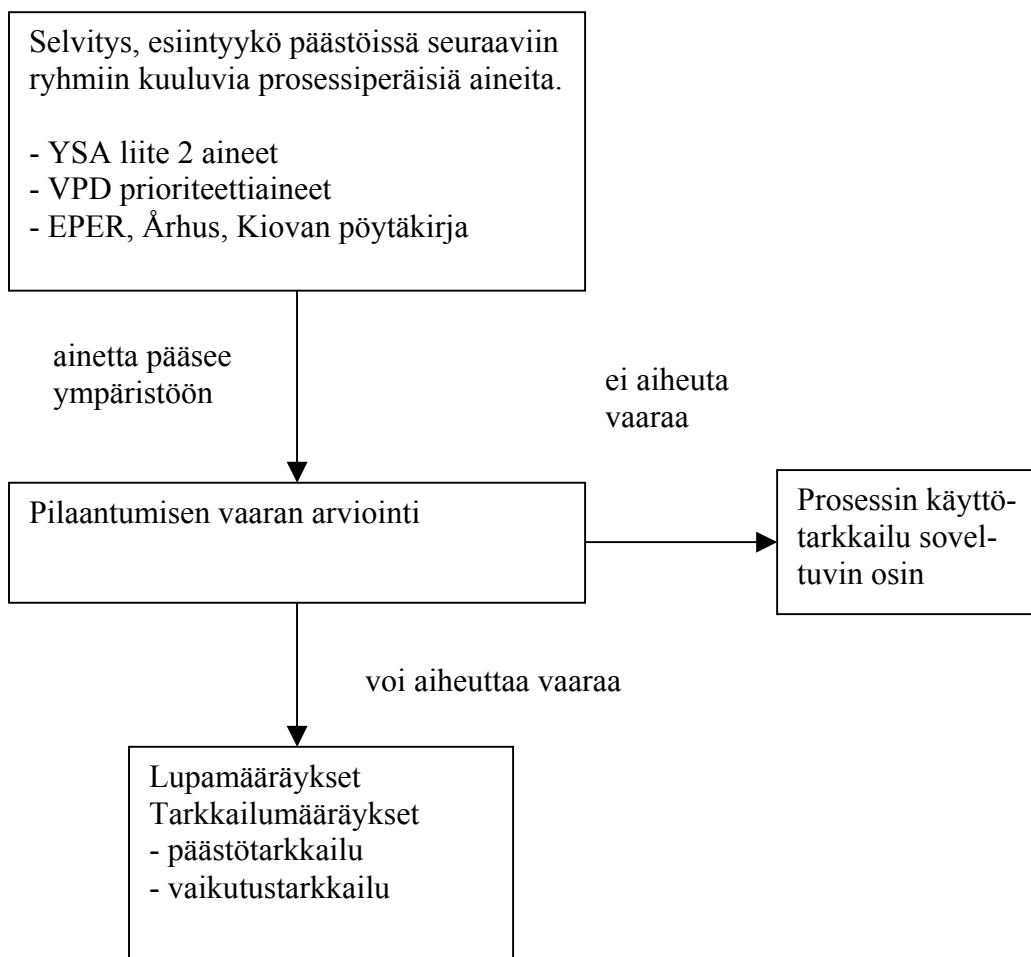 Selvitys, esiintyykö päästöissä seuraaviin
ryhmiin kuuluvia prosessiperäisiä aineita.
- YSA liite 2 aineet
- VPD prioriteettiaineet
- EPER, Århus, Kiovan pöytäkirja
ainetta pääsee
ympäristöön
ei aiheuta
vaaraa
Pilaantumisen vaaran arviointi
Prosessin käyttö-
tarkkailu sovel-
tuvin osin
voi aiheuttaa vaaraa
Lupamääräykset
Tarkkailumääräykset
- päästötarkkailu
- vaikutustarkkailu